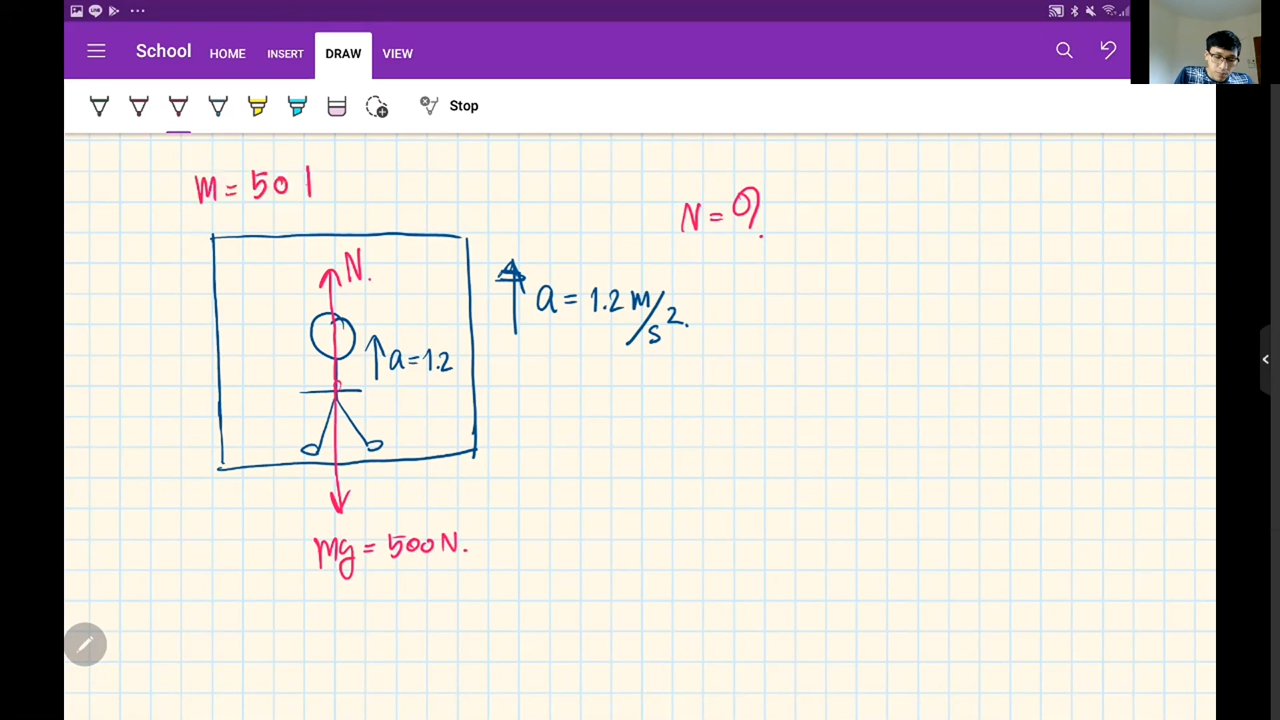 School HOME INSERT DRAW VIEW
Stop
M = 50
N = ?
N.
a = 1.2 m/s².
a = 1.2
mg = 500 N.